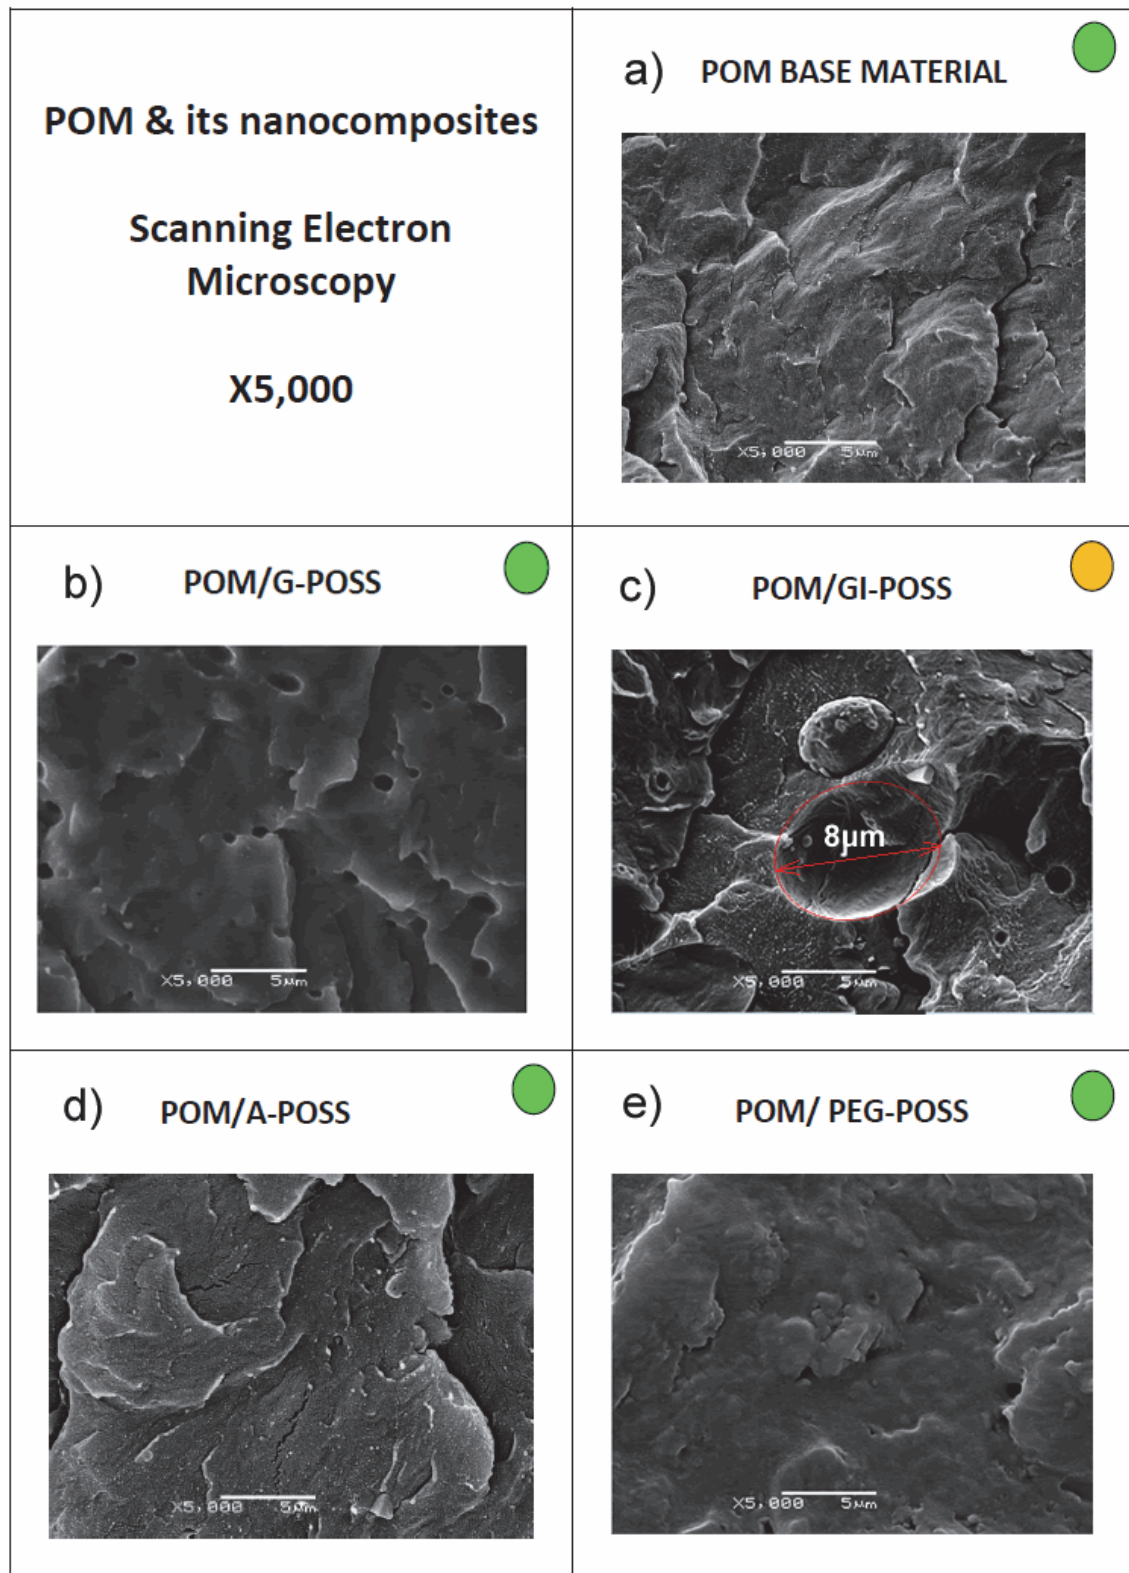 POM & its nanocomposites
Scanning Electron
Microscopy
X5,000
a) POM BASE MATERIAL
X5,000 5µm
b) POM/G-POSS
X5,000 5µm
c) POM/GI-POSS
8µm
X5,000 5µm
d) POM/A-POSS
X5,000 5µm
e) POM/ PEG-POSS
X5,000 5µm